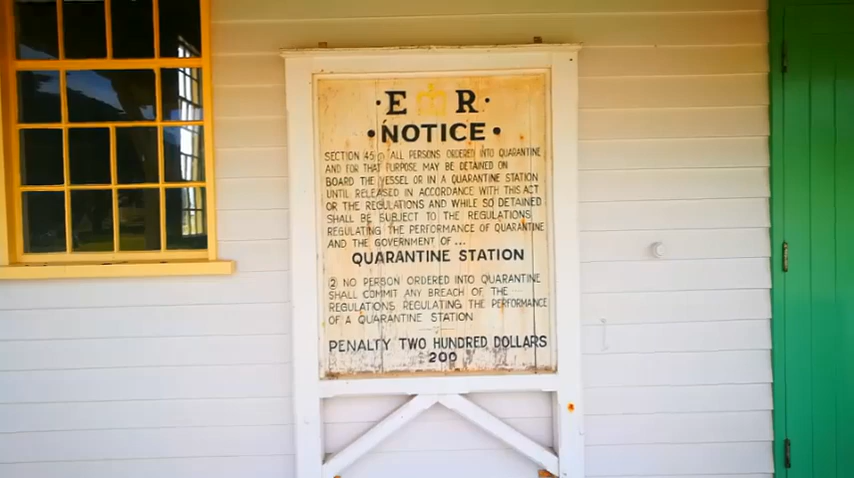 ·E R·
•NOTICE•
SECTION 45 ① ALL PERSONS ORDERED INTO QUARANTINE
AND FOR THAT PURPOSE MAY BE DETAINED ON
BOARD THE VESSEL OR IN A QUARANTINE STATION
UNTIL RELEASED IN ACCORDANCE WITH THIS ACT
OR THE REGULATIONS AND WHILE SO DETAINED
SHALL BE SUBJECT TO THE REGULATIONS
REGULATING THE PERFORMANCE OF QUARANTINE
AND THE GOVERNMENT OF ...
QUARANTINE STATION
② NO PERSON ORDERED INTO QUARANTINE
SHALL COMMIT ANY BREACH OF THE
REGULATIONS REGULATING THE PERFORMANCE
OF A QUARANTINE STATION
PENALTY TWO HUNDRED DOLLARS
200